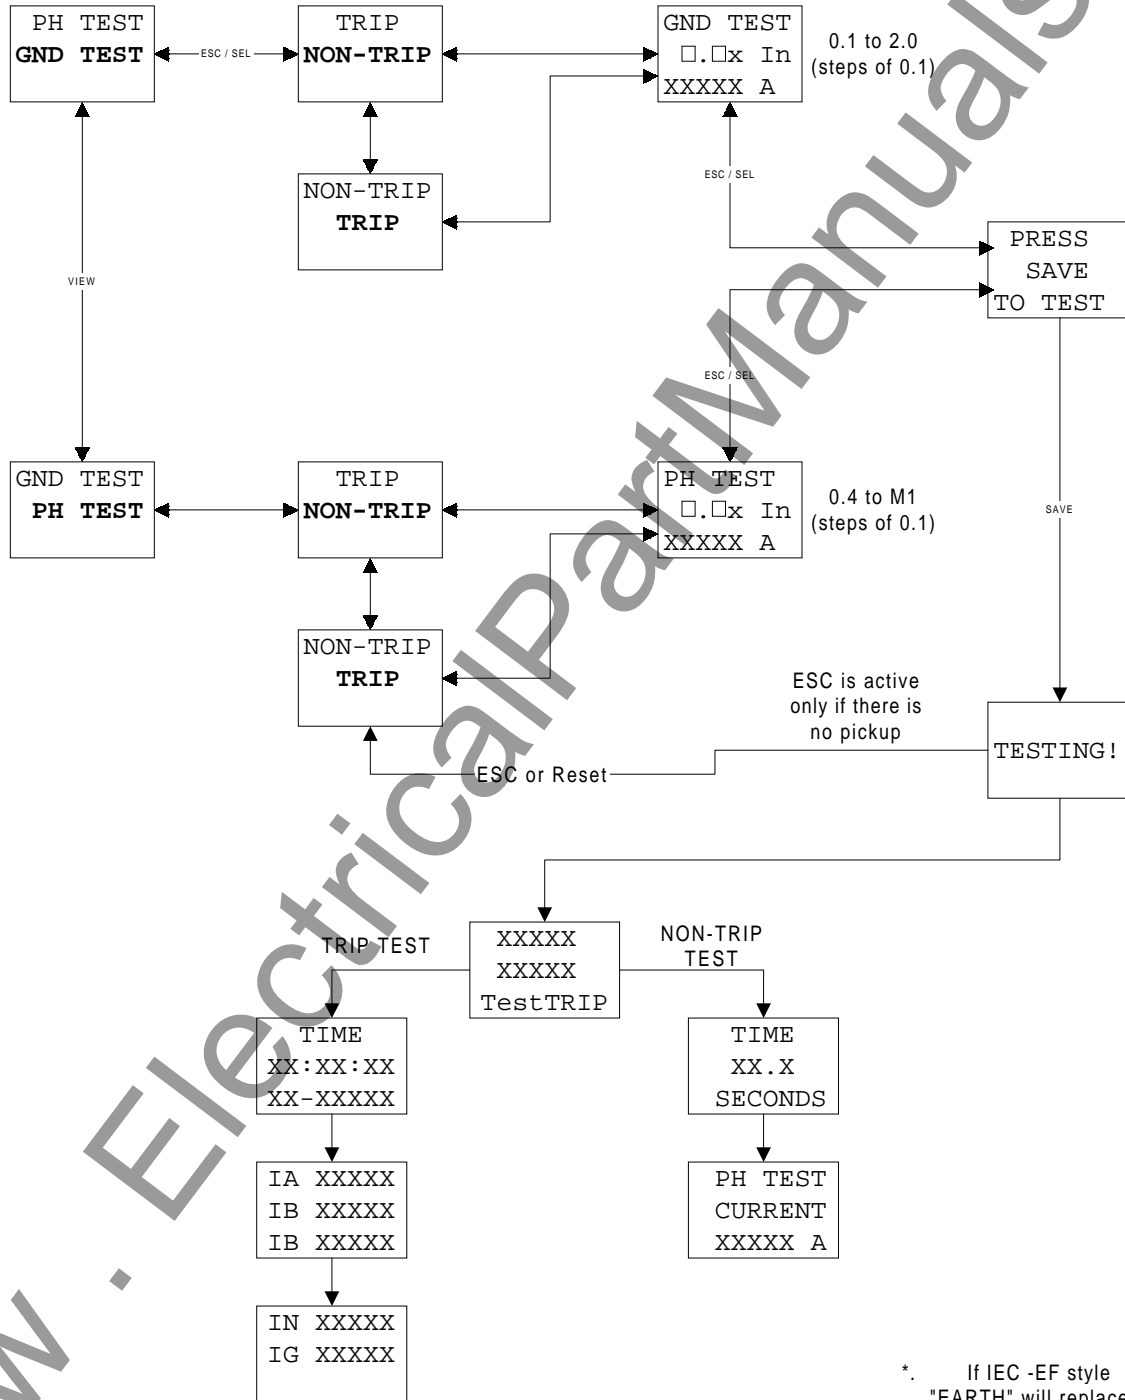 PH TEST
GND TEST
ESC / SEL
TRIP
NON-TRIP
GND TEST
□.□x In
XXXXX A
0.1 to 2.0
(steps of 0.1)
NON-TRIP
TRIP
ESC / SEL
VIEW
PRESS
SAVE
TO TEST
ESC / SEL
GND TEST
PH TEST
TRIP
NON-TRIP
PH TEST
□.□x In
XXXXX A
0.4 to M1
(steps of 0.1)
SAVE
NON-TRIP
TRIP
ESC is active
only if there is
no pickup
TESTING!
ESC or Reset
TRIP TEST
XXXXX
XXXXX
TestTRIP
NON-TRIP
TEST
TIME
XX:XX:XX
XX-XXXXX
TIME
XX.X
SECONDS
IA XXXXX
IB XXXXX
IB XXXXX
PH TEST
CURRENT
XXXXX A
IN XXXXX
IG XXXXX
*. If IEC -EF style
"EARTH" will replace
w . ElectricalPartManuals